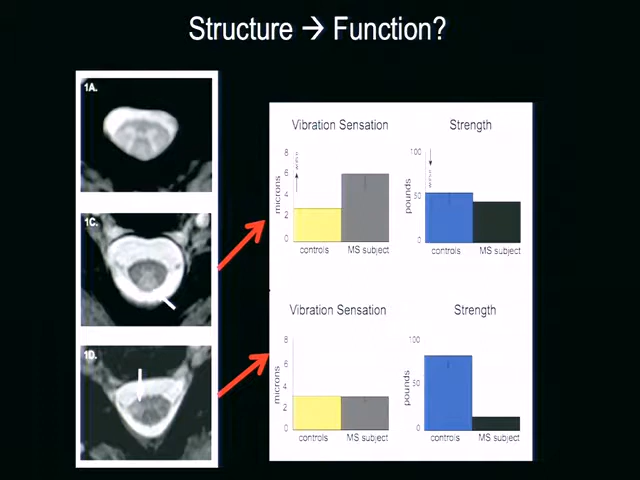 Structure → Function?
1A.
1C.
1D.
Vibration Sensation
Strength
microns
8
6
4
2
0
controls
MS subject
pounds
100
50
0
controls
MS subject
Vibration Sensation
Strength
microns
8
6
4
2
0
controls
MS subject
pounds
100
50
0
controls
MS subject